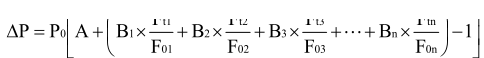 ΔP = P₀[A + (B₁ × Fₜ₁/F₀₁ + B₂ × Fₜ₂/F₀₂ + B₃ × Fₜ₃/F₀₃ + ⋯ + Bₙ × Fₜₙ/F₀ₙ) − 1]